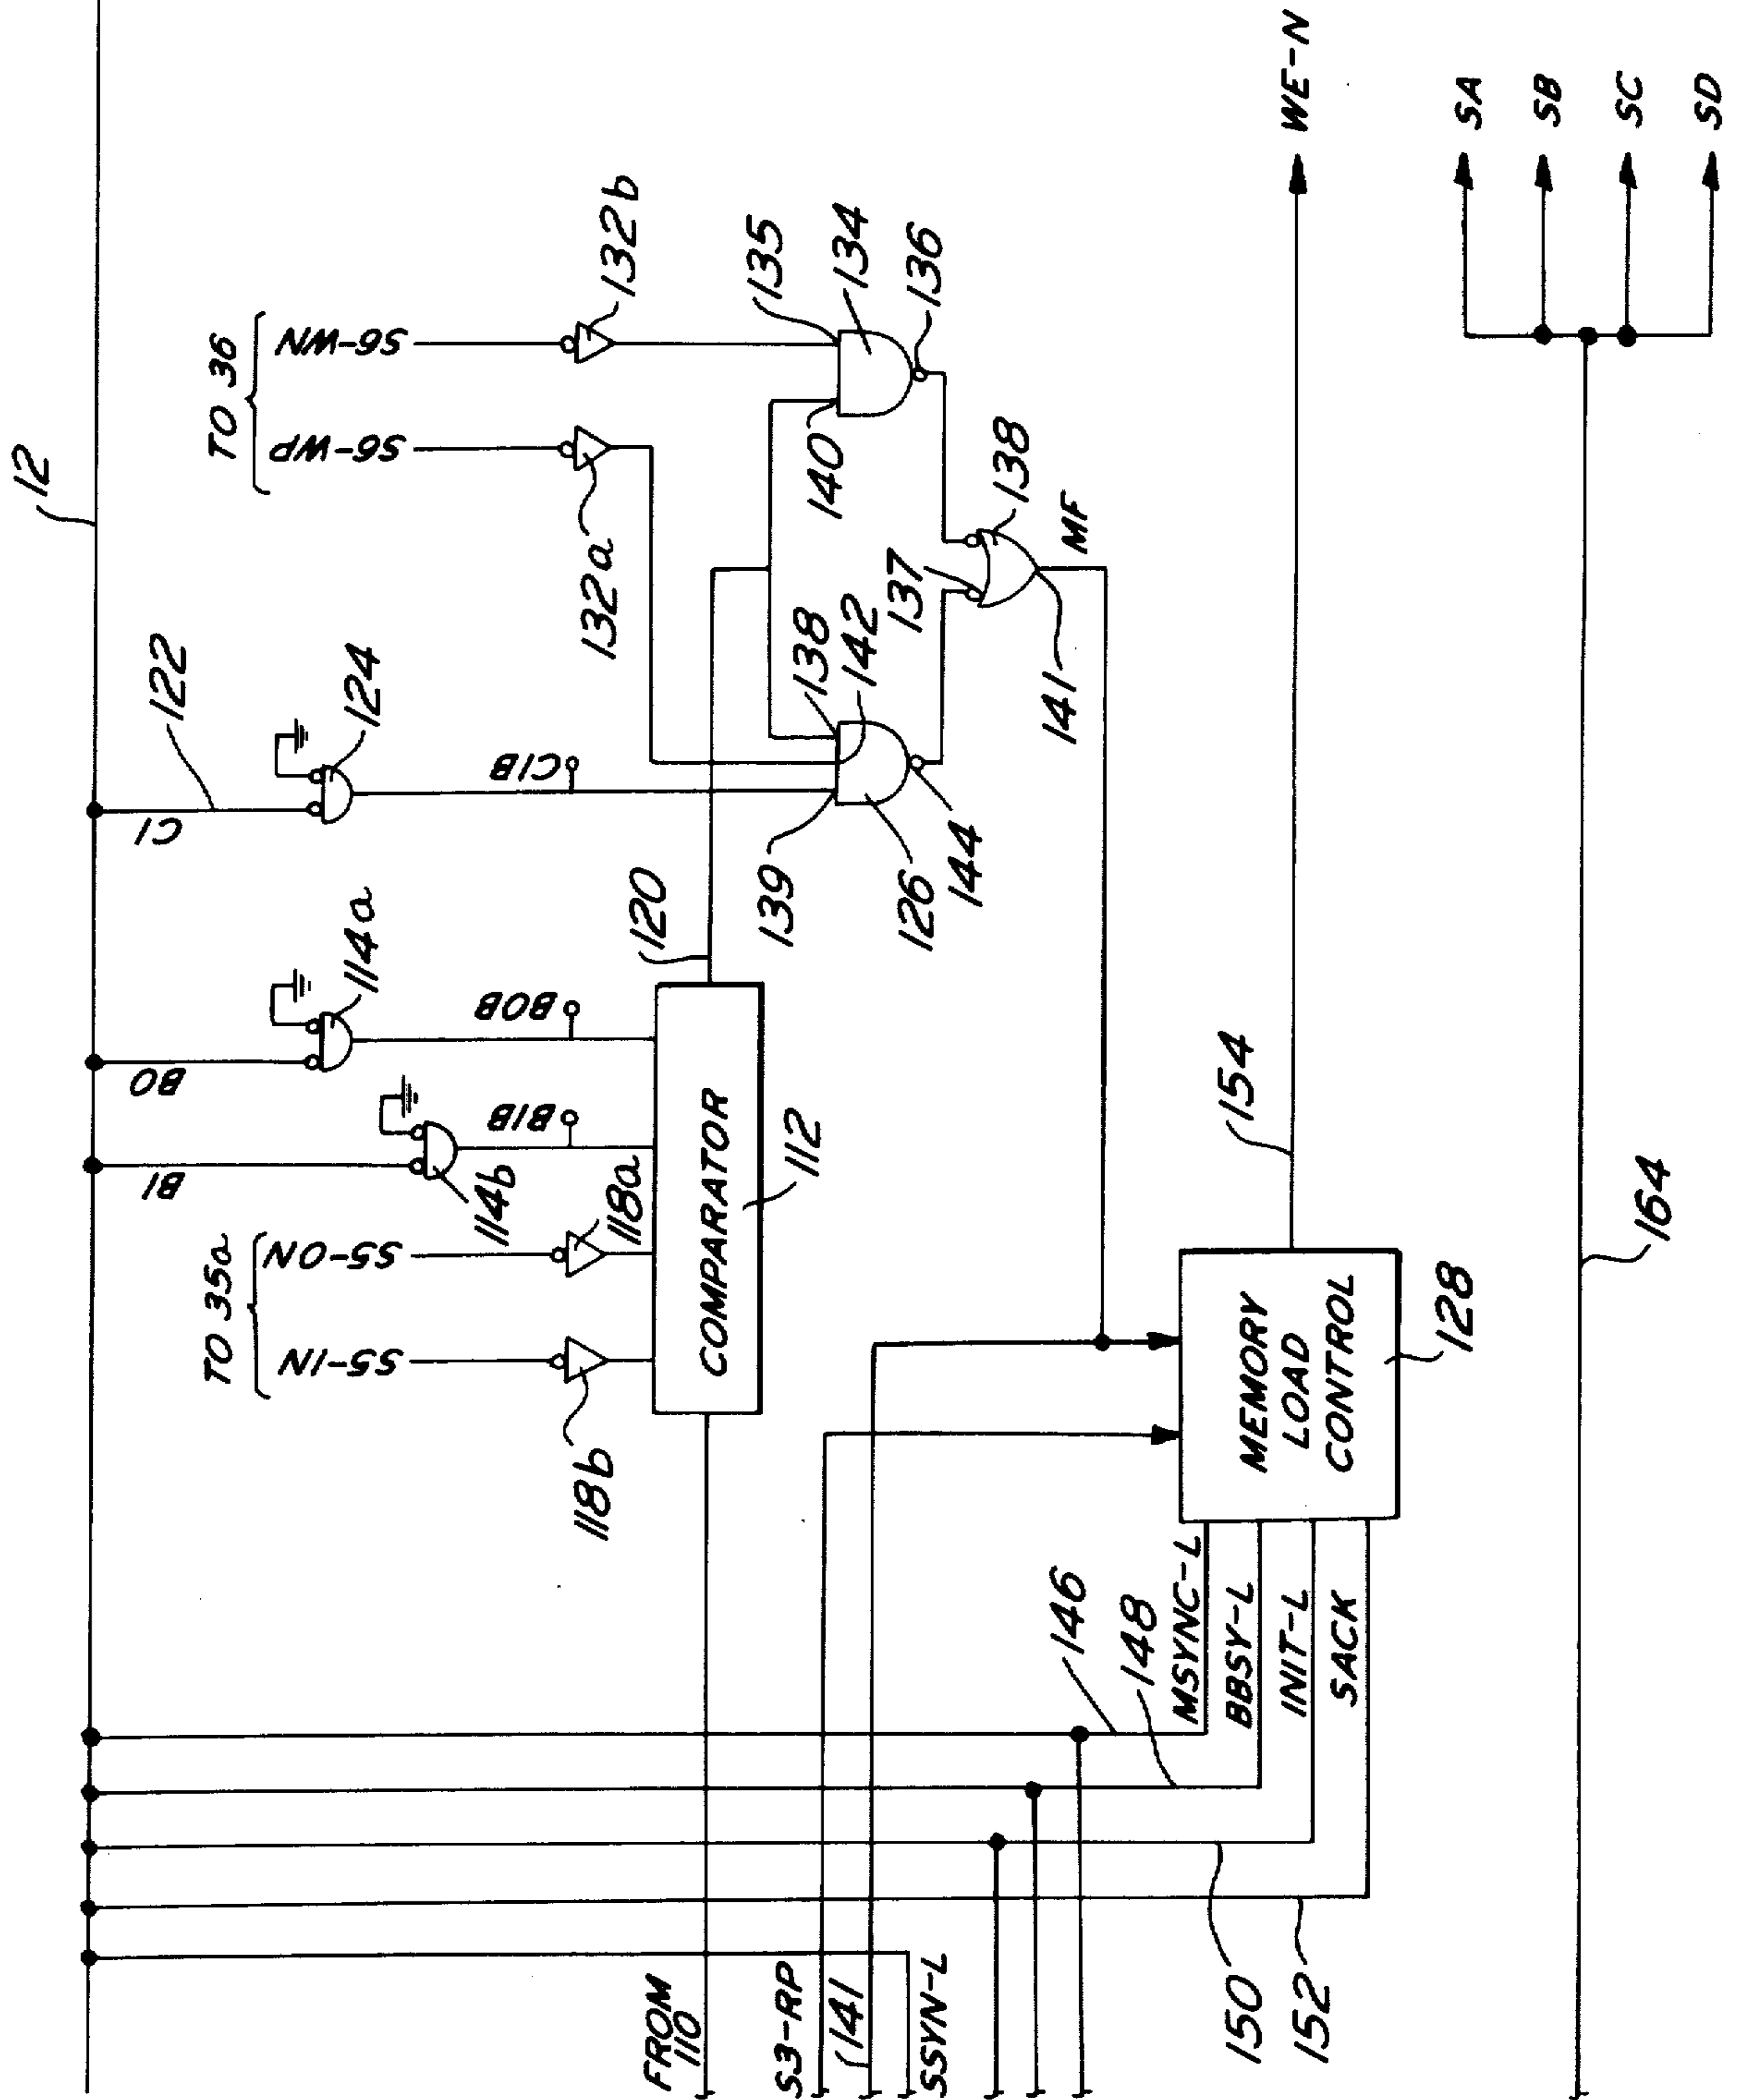 12
TO 36
S6-WN
S6-WP
132b
132a
122
C1
124
C1B
135
134
136
140
138
MF
138
142
137
141
139
126
144
120
B0
114a
B0B
B1
114b
B1B
TO 35a
S5-0N
S5-1N
118a
118b
COMPARATOR
112
FROM
110
S3-RP
141
SSYN-L
146
148
MSYNC-L
BBSY-L
INIT-L
SACK
150
152
MEMORY
LOAD
CONTROL
128
154
WE-N
164
SA
SB
SC
SD